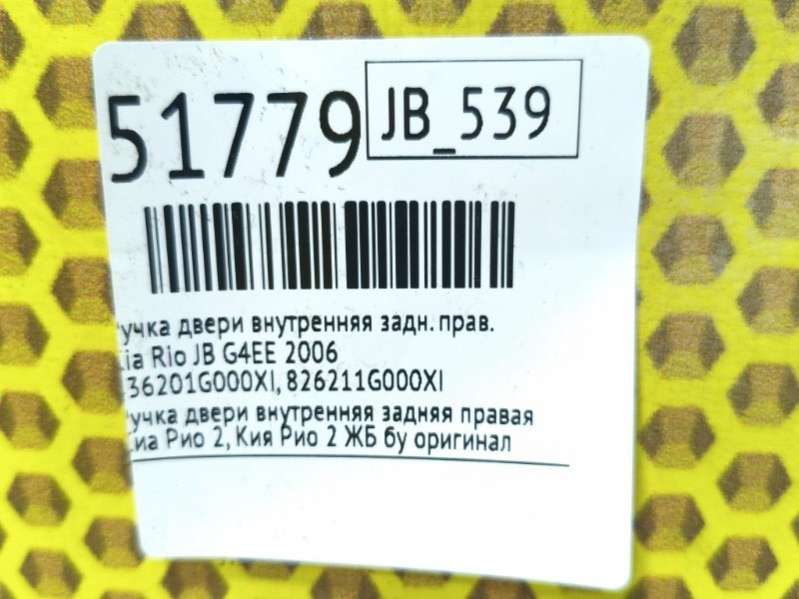 51779 JB_539
учка двери внутренняя задн. прав.
ia Rio JB G4EE 2006
36201G000XI, 826211G000XI
учка двери внутренняя задняя правая
иа Рио 2, Кия Рио 2 ЖБ бу оригинал